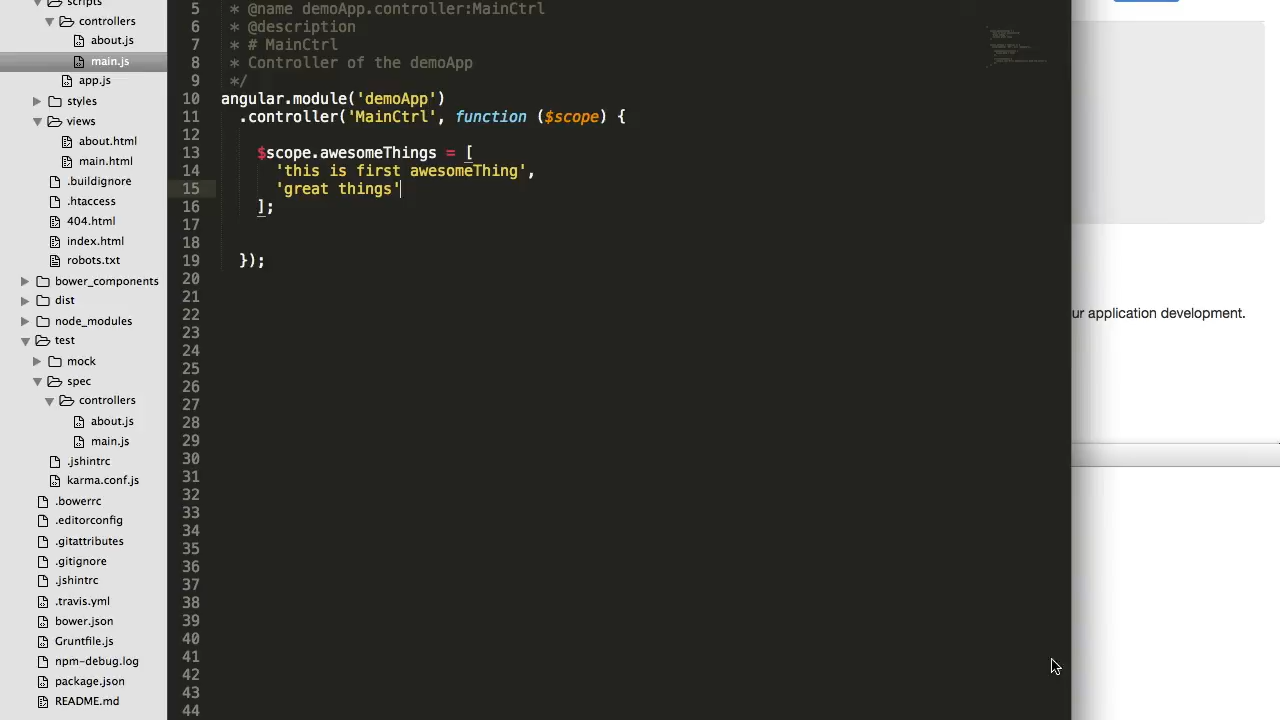 scripts
controllers
about.js
main.js
app.js
styles
views
about.html
main.html
.buildignore
.htaccess
404.html
index.html
robots.txt
bower_components
dist
node_modules
test
mock
spec
controllers
about.js
main.js
.jshintrc
karma.conf.js
.bowerrc
.editorconfig
.gitattributes
.gitignore
.jshintrc
.travis.yml
bower.json
Gruntfile.js
npm-debug.log
package.json
README.md
5 * @name demoApp.controller:MainCtrl
6 * @description
7 * # MainCtrl
8 * Controller of the demoApp
9 */
10 angular.module('demoApp')
11 .controller('MainCtrl', function ($scope) {
12
13 $scope.awesomeThings = [
14 'this is first awesomeThing',
15 'great things'
16 ];
17
18
19 });
20
21
22
23
24
25
26
27
28
29
30
31
32
33
34
35
36
37
38
39
40
41
42
43
44
ur application development.